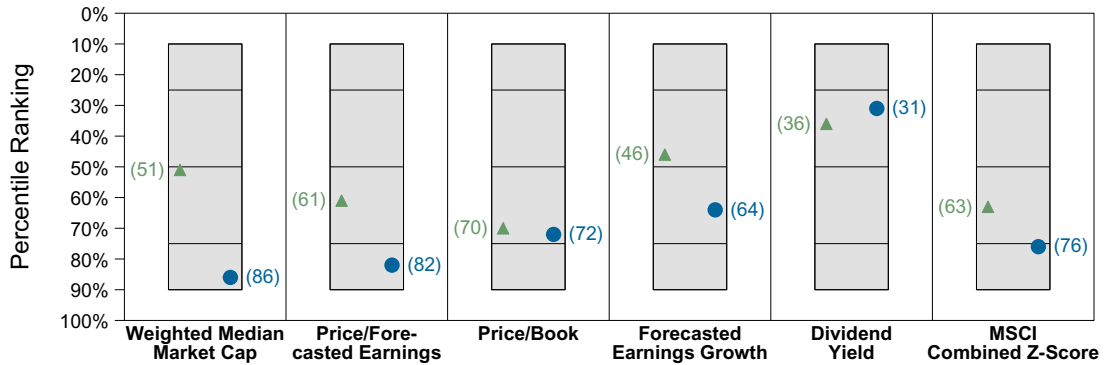 Percentile Ranking
0%
10%
20%
30%
40%
50%
60%
70%
80%
90%
100%
(51)
(86)
(61)
(82)
(70)
(72)
(46)
(64)
(36)
(31)
(63)
(76)
Weighted Median
Market Cap
Price/Fore-
casted Earnings
Price/Book
Forecasted
Earnings Growth
Dividend
Yield
MSCI
Combined Z-Score